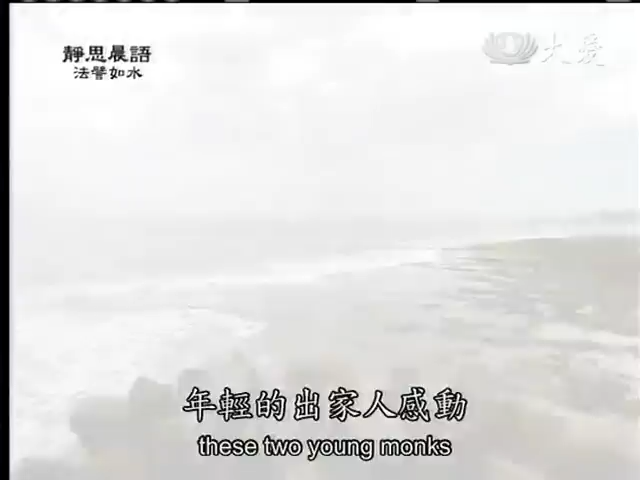 靜思晨語
法譬如水
大愛
年輕的出家人感動
these two young monks